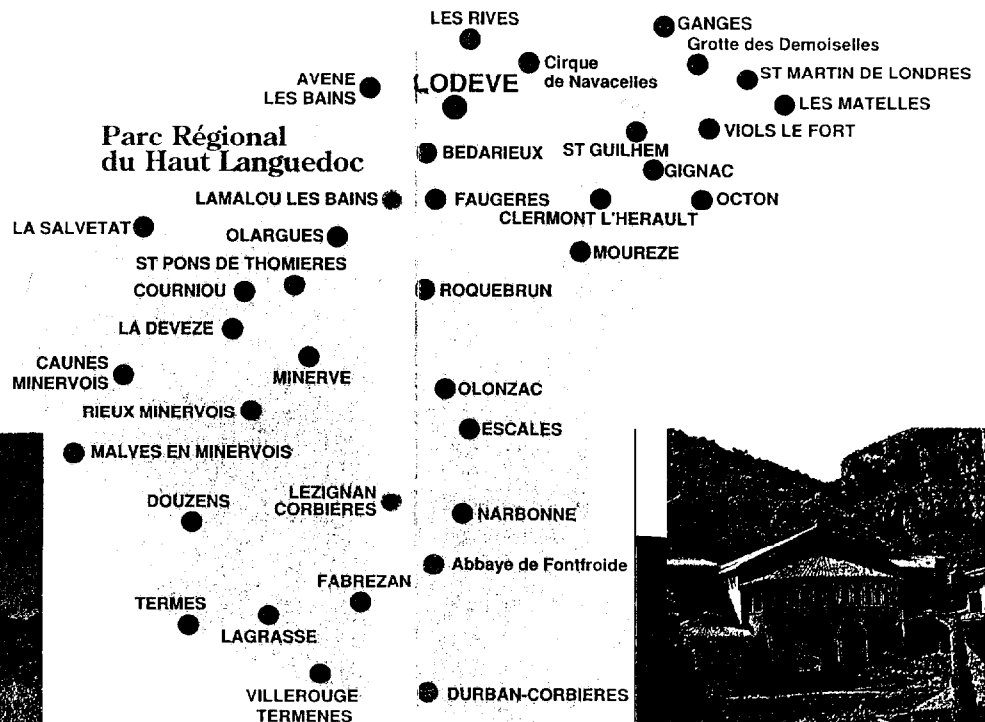 LES RIVES
GANGES
Grotte des Demoiselles
Cirque
de Navacelles
ST MARTIN DE LONDRES
AVENE
LES BAINS
LODEVE
LES MATELLES
VIOLS LE FORT
Parc Régional
du Haut Languedoc
BEDARIEUX
ST GUILHEM
GIGNAC
LAMALOU LES BAINS
FAUGERES
OCTON
CLERMONT L'HERAULT
LA SALVETAT
OLARGUES
MOUREZE
ST PONS DE THOMIERES
COURNIOU
ROQUEBRUN
LA DEVEZE
CAUNES
MINERVOIS
MINERVE
OLONZAC
RIEUX MINERVOIS
ESCALES
MALVES EN MINERVOIS
DOUZENS
LEZIGNAN
CORBIÈRES
NARBONNE
Abbaye de Fontfroide
FABREZAN
TERMES
LAGRASSE
VILLEROUGE
TERMENES
DURBAN-CORBIERES